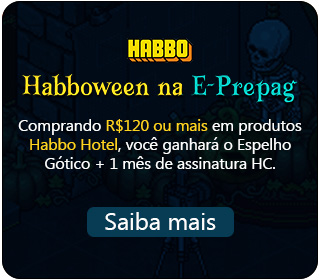 HABBO
Habboween na E-Prepag
Comprando R$120 ou mais em produtos
Habbo Hotel, você ganhará o Espelho
Gótico + 1 mês de assinatura HC.
Saiba mais